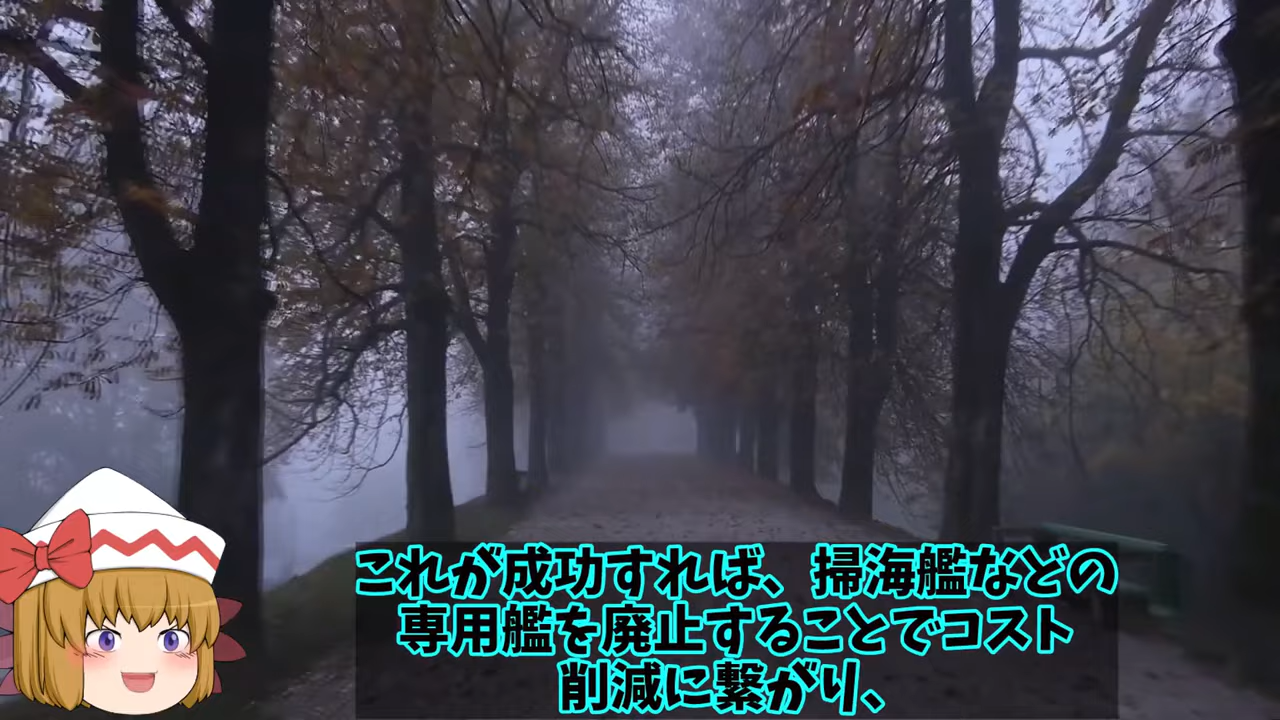 これが成功すれば、掃海艦などの
専用艦を廃止することでコスト
削減に繋がり、